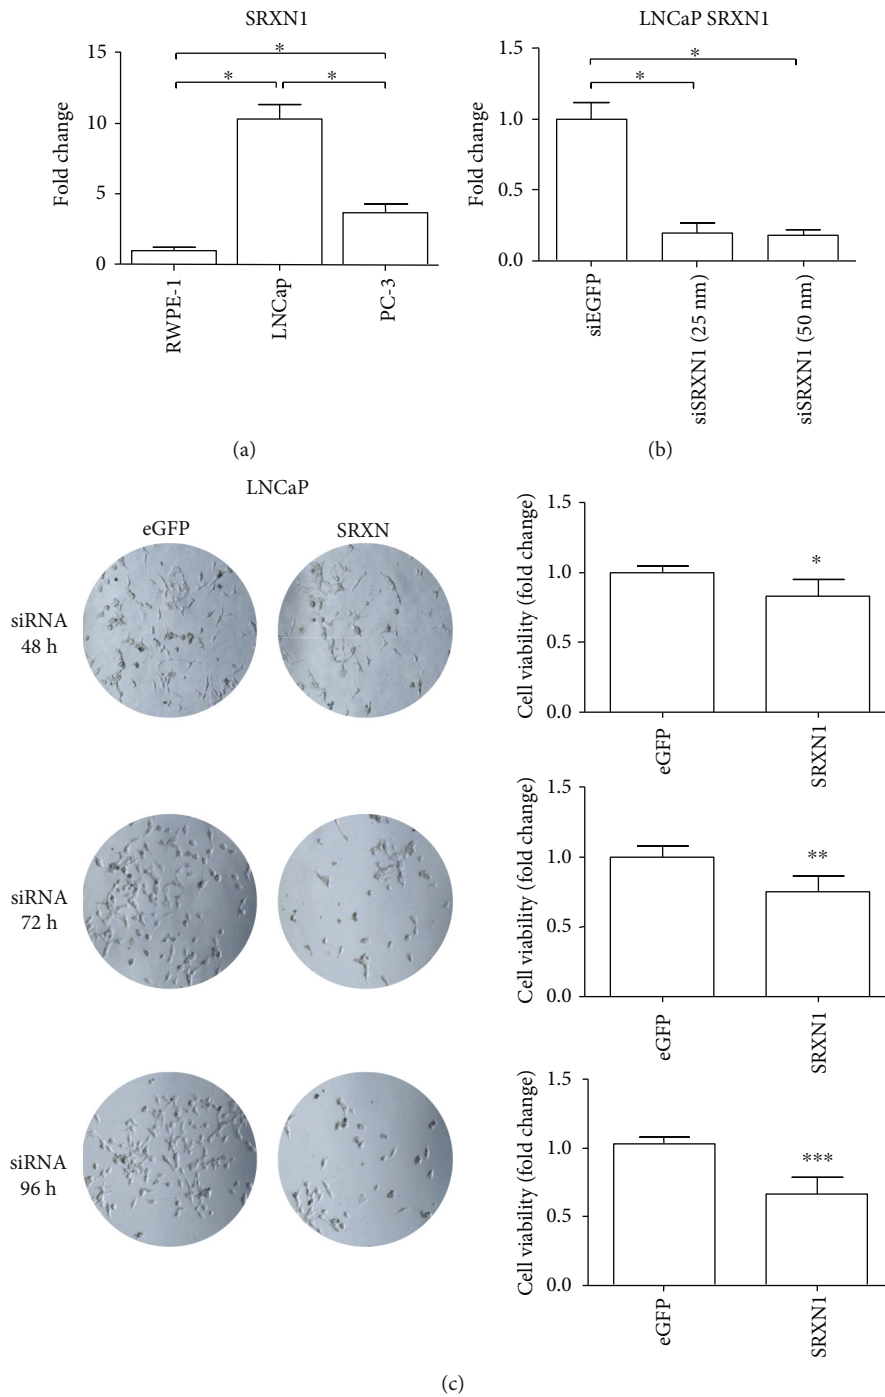 SRXN1
15
10
5
0
Fold change
*
*
*
RWPE-1
LNCap
PC-3
(a)
LNCaP SRXN1
1.5
1.0
0.5
0.0
Fold change
*
*
siEGFP
siSRXN1 (25 nm)
siSRXN1 (50 nm)
(b)
LNCaP
eGFP
SRXN
siRNA
48 h
Cell viability (fold change)
1.5
1.0
0.5
0.0
*
eGFP
SRXN1
siRNA
72 h
Cell viability (fold change)
1.5
1.0
0.5
0.0
**
eGFP
SRXN1
siRNA
96 h
Cell viability (fold change)
1.5
1.0
0.5
0.0
***
eGFP
SRXN1
(c)